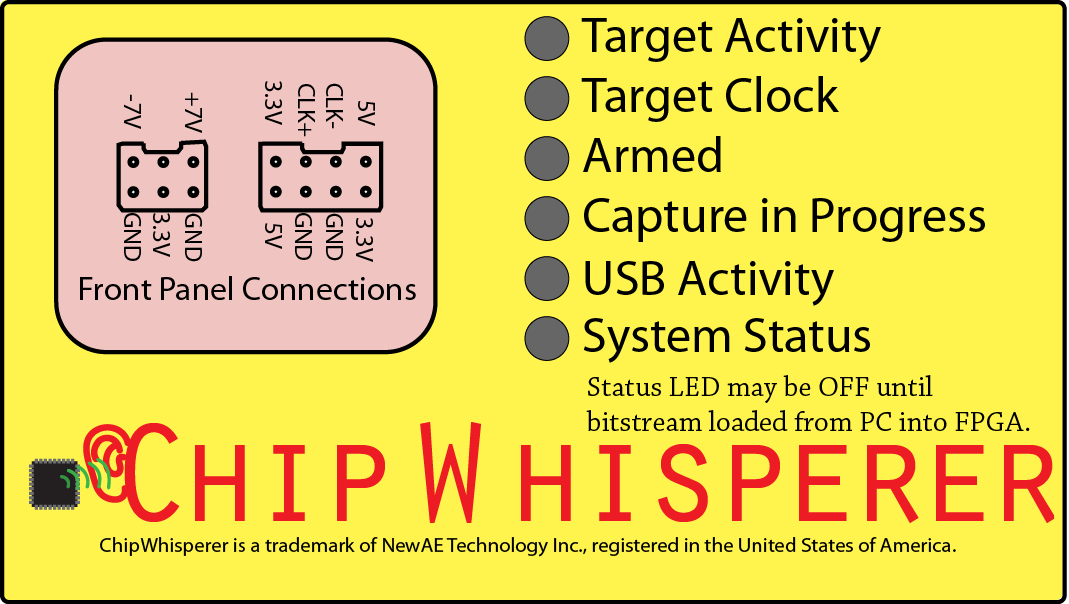 -7V +7V 3.3V CLK+ CLK- 5V
GND 3.3V GND 5V GND GND 3.3V
Front Panel Connections
Target Activity
Target Clock
Armed
Capture in Progress
USB Activity
System Status
Status LED may be OFF until
bitstream loaded from PC into FPGA.
CHIPWHISPERER
ChipWhisperer is a trademark of NewAE Technology Inc., registered in the United States of America.